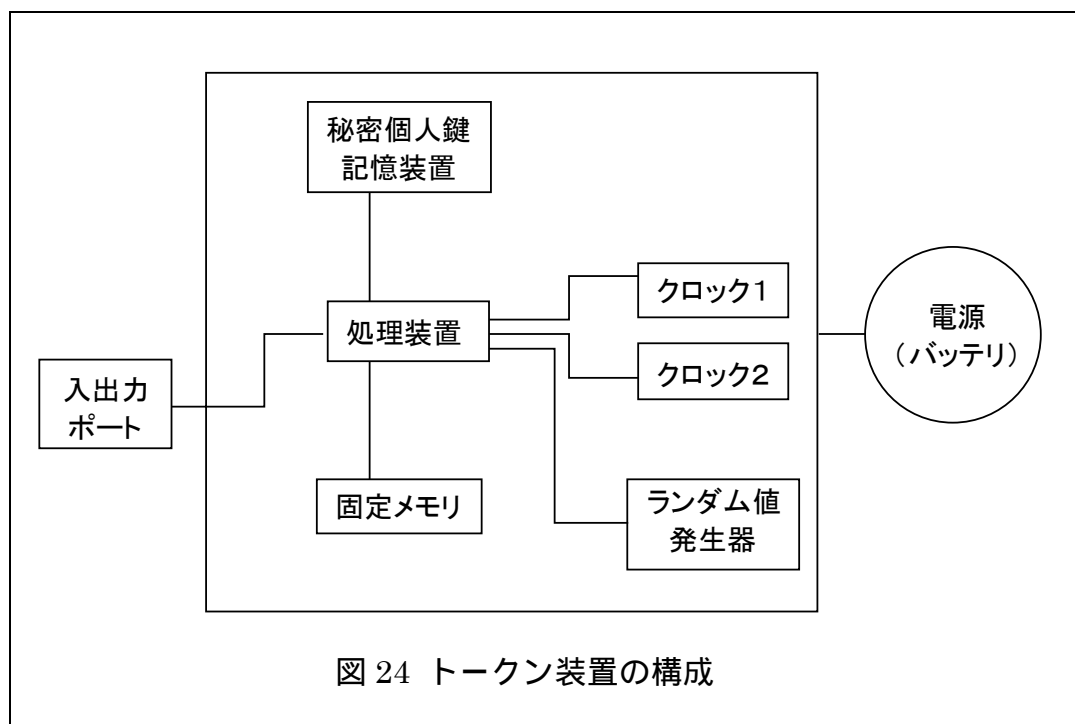 秘密個人鍵
記憶装置
クロック1
処理装置
クロック2
電源
（バッテリ）
入出力
ポート
固定メモリ
ランダム値
発生器
図 24 トークン装置の構成